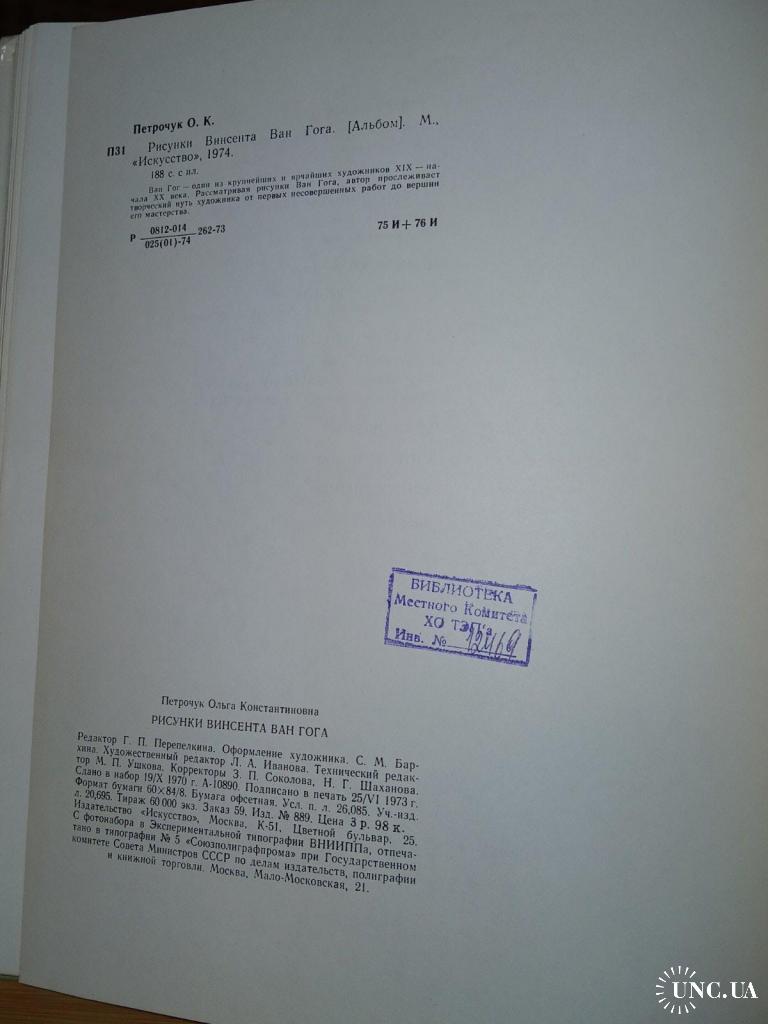 Петрочук О. К.
П31 Рисунки Винсента Ван Гога. [Альбом]. М.,
«Искусство», 1974.
188 с. с ил.
Ван Гог — один из крупнейших и ярчайших художников XIX — на-
чала XX века. Рассматривая рисунки Ван Гога, автор прослеживает
творческий путь художника от первых несовершенных работ до вершин
его мастерства.
Р 0812-014 262-73 75 И + 76 И
025(01)-74
БИБЛИОТЕКА
Местного Комитета
ХО ТЭП'а
Инв. № 12469
Петрочук Ольга Константиновна
РИСУНКИ ВИНСЕНТА ВАН ГОГА
Редактор Г. П. Перепелкина. Оформление художника. С. М. Бар-
хина. Художественный редактор Л. А. Иванова. Технический редак-
тор М. П. Ушкова. Корректоры З. П. Соколова, Н. Г. Шаханова.
Сдано в набор 19/X 1970 г. А-10890. Подписано в печать 25/VI 1973 г.
Формат бумаги 60×84/8. Бумага офсетная. Усл. п. л. 26,085. Уч.-изд.
л. 20,695. Тираж 60 000 экз. Заказ 59. Изд. № 889. Цена 3 р. 98 к.
Издательство «Искусство», Москва, К-51, Цветной бульвар, 25.
С фотонабора в Экспериментальной типографии ВНИИППа, отпеча-
тано в типографии № 5 «Союзполиграфпрома» при Государственном
комитете Совета Министров СССР по делам издательств, полиграфии
и книжной торговли. Москва, Мало-Московская, 21.
UNC.UA